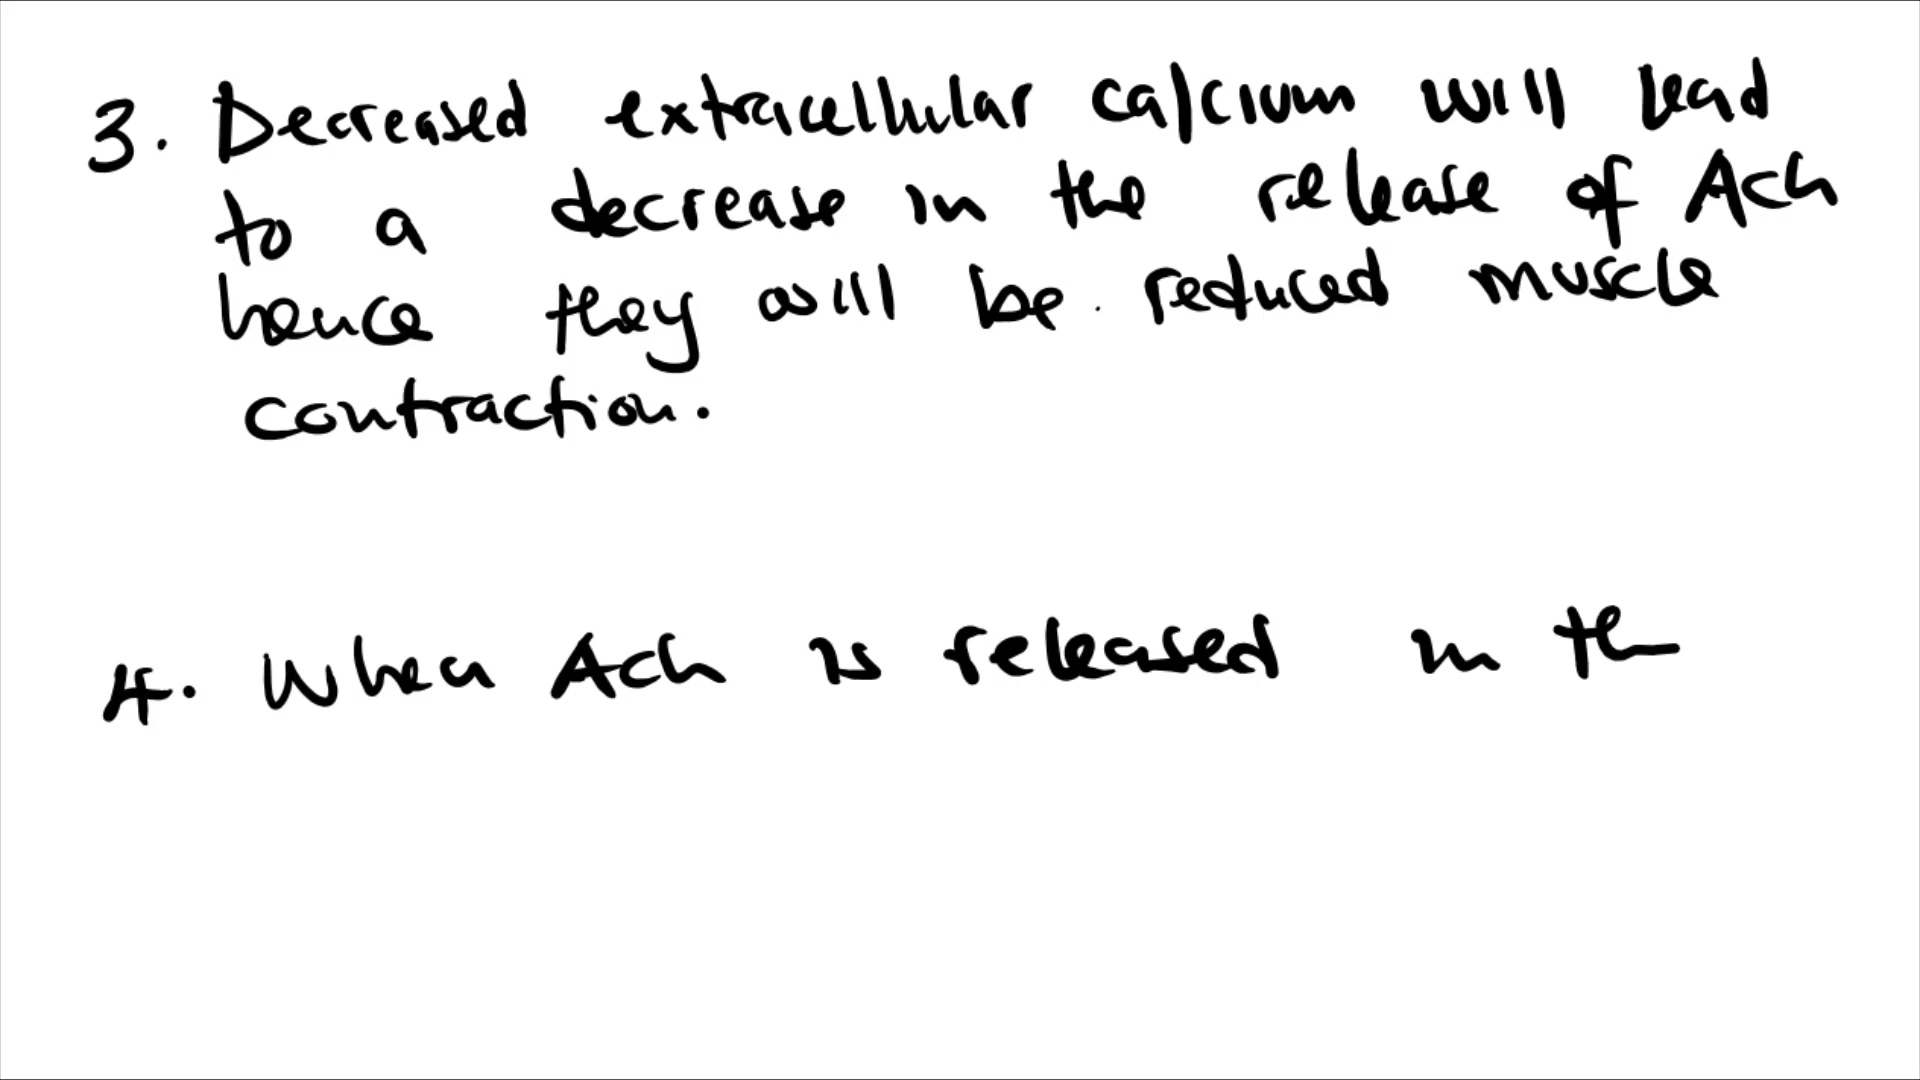 3. Decreased extracellular calcium will lead
to a decrease in the release of Ach
hence they will be reduced muscle
contraction.
4. When Ach is released in th